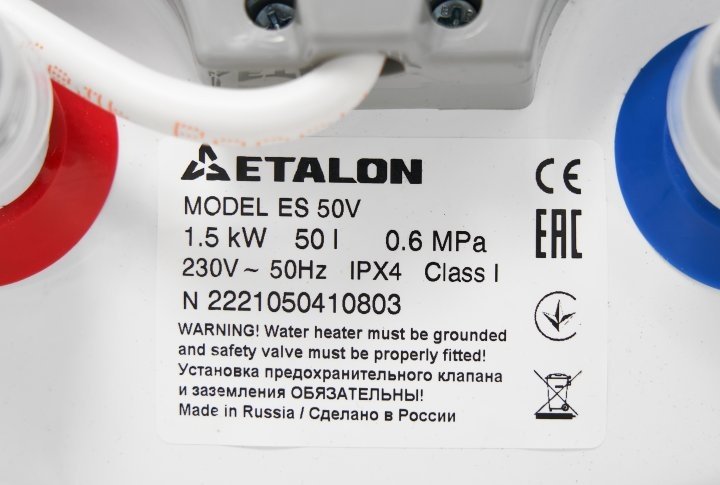 ETALON
MODEL ES 50V
1.5 kW 50 l 0.6 MPa
230V ~ 50Hz IPX4 Class I
N 2221050410803
WARNING! Water heater must be grounded
and safety valve must be properly fitted!
Установка предохранительного клапана
и заземления ОБЯЗАТЕЛЬНЫ!
Made in Russia / Сделано в России
CE
EAC